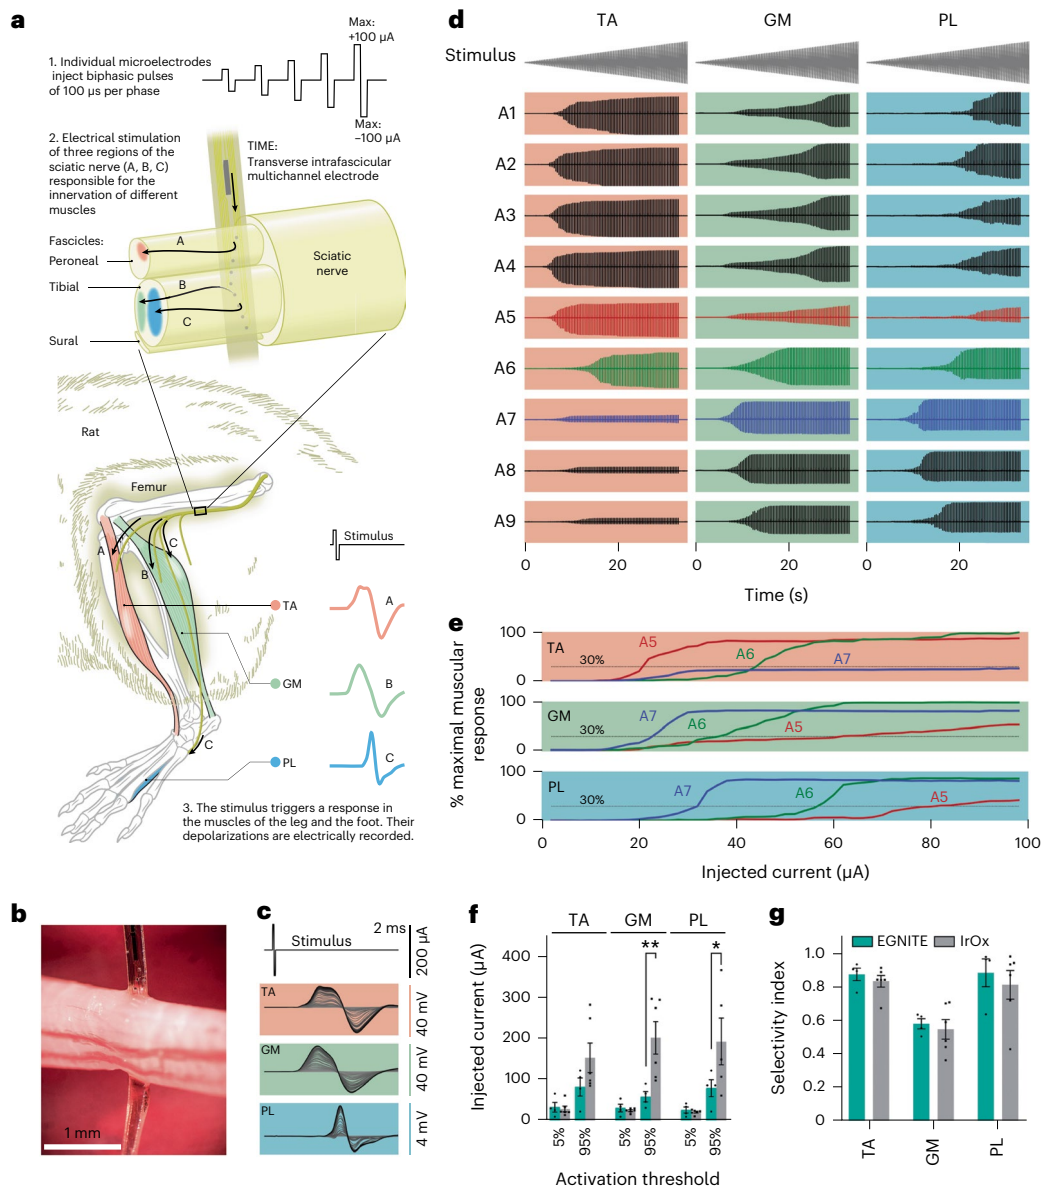 a
Max:
+100 µA
1. Individual microelectrodes
inject biphasic pulses
of 100 µs per phase
Max:
−100 µA
2. Electrical stimulation
of three regions of the
sciatic nerve (A, B, C)
responsible for the
innervation of different
muscles
TIME:
Transverse intrafascicular
multichannel electrode
Fascicles:
Peroneal
Tibial
Sural
A
B
C
Sciatic
nerve
Rat
Femur
A
B
C
C
Stimulus
TA
A
GM
B
PL
C
3. The stimulus triggers a response in
the muscles of the leg and the foot. Their
depolarizations are electrically recorded.
b
1 mm
c
2 ms
Stimulus
200 µA
TA
40 mV
GM
40 mV
PL
4 mV
d
TA GM PL
Stimulus
A1
A2
A3
A4
A5
A6
A7
A8
A9
0 20 0 20 0 20
Time (s)
e
% maximal muscular
response
100
TA
30%
0
A5
A6
A7
100
GM
30%
0
A7
A6
A5
100
PL
30%
0
A7
A6
A5
0 20 40 60 80 100
Injected current (µA)
f
TA GM PL
Injected current (µA)
400
300
200
100
0
**
*
5% 95% 5% 95% 5% 95%
Activation threshold
g
EGNITE IrOx
Selectivity index
1.0
0.8
0.6
0.4
0.2
0
TA GM PL